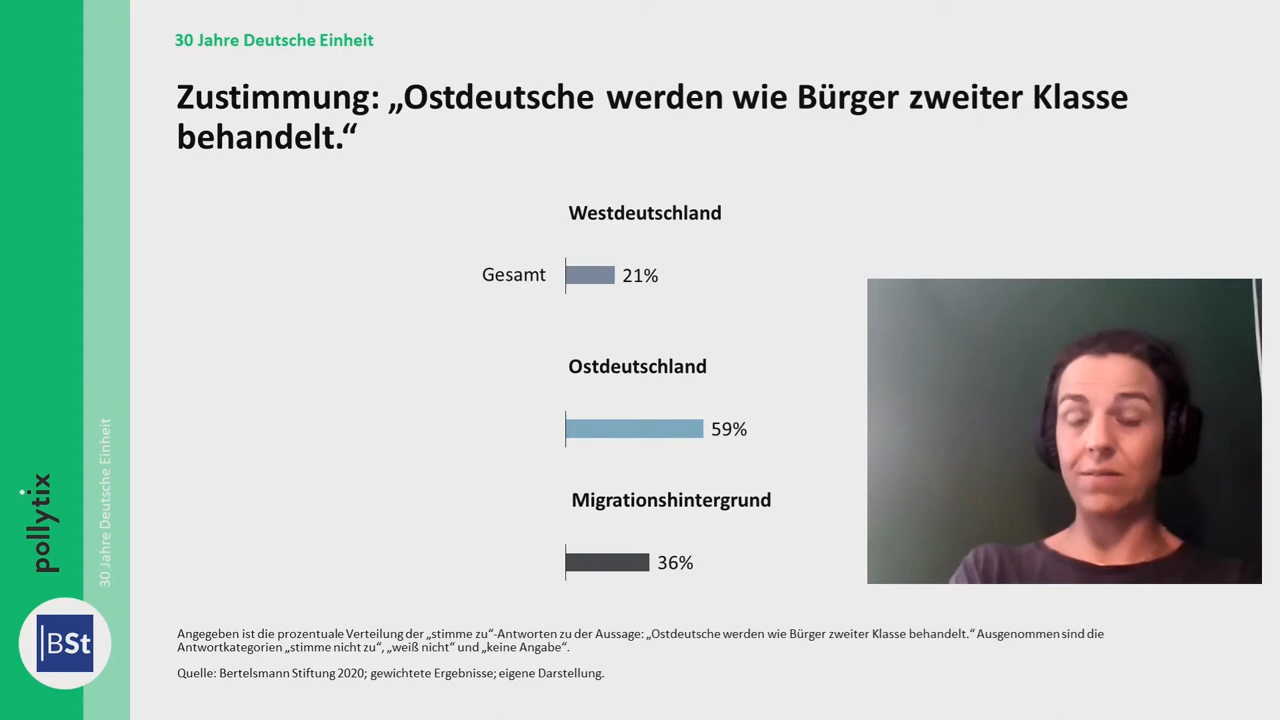 30 Jahre Deutsche Einheit
Zustimmung: „Ostdeutsche werden wie Bürger zweiter Klasse
behandelt.“
Westdeutschland
Gesamt 21%
Ostdeutschland
59%
Migrationshintergrund
36%
Angegeben ist die prozentuale Verteilung der „stimme zu“-Antworten zu der Aussage: „Ostdeutsche werden wie Bürger zweiter Klasse behandelt.“ Ausgenommen sind die
Antwortkategorien „stimme nicht zu“, „weiß nicht“ und „keine Angabe“.
Quelle: Bertelsmann Stiftung 2020; gewichtete Ergebnisse; eigene Darstellung.
pollytix
30 Jahre Deutsche Einheit
|BSt